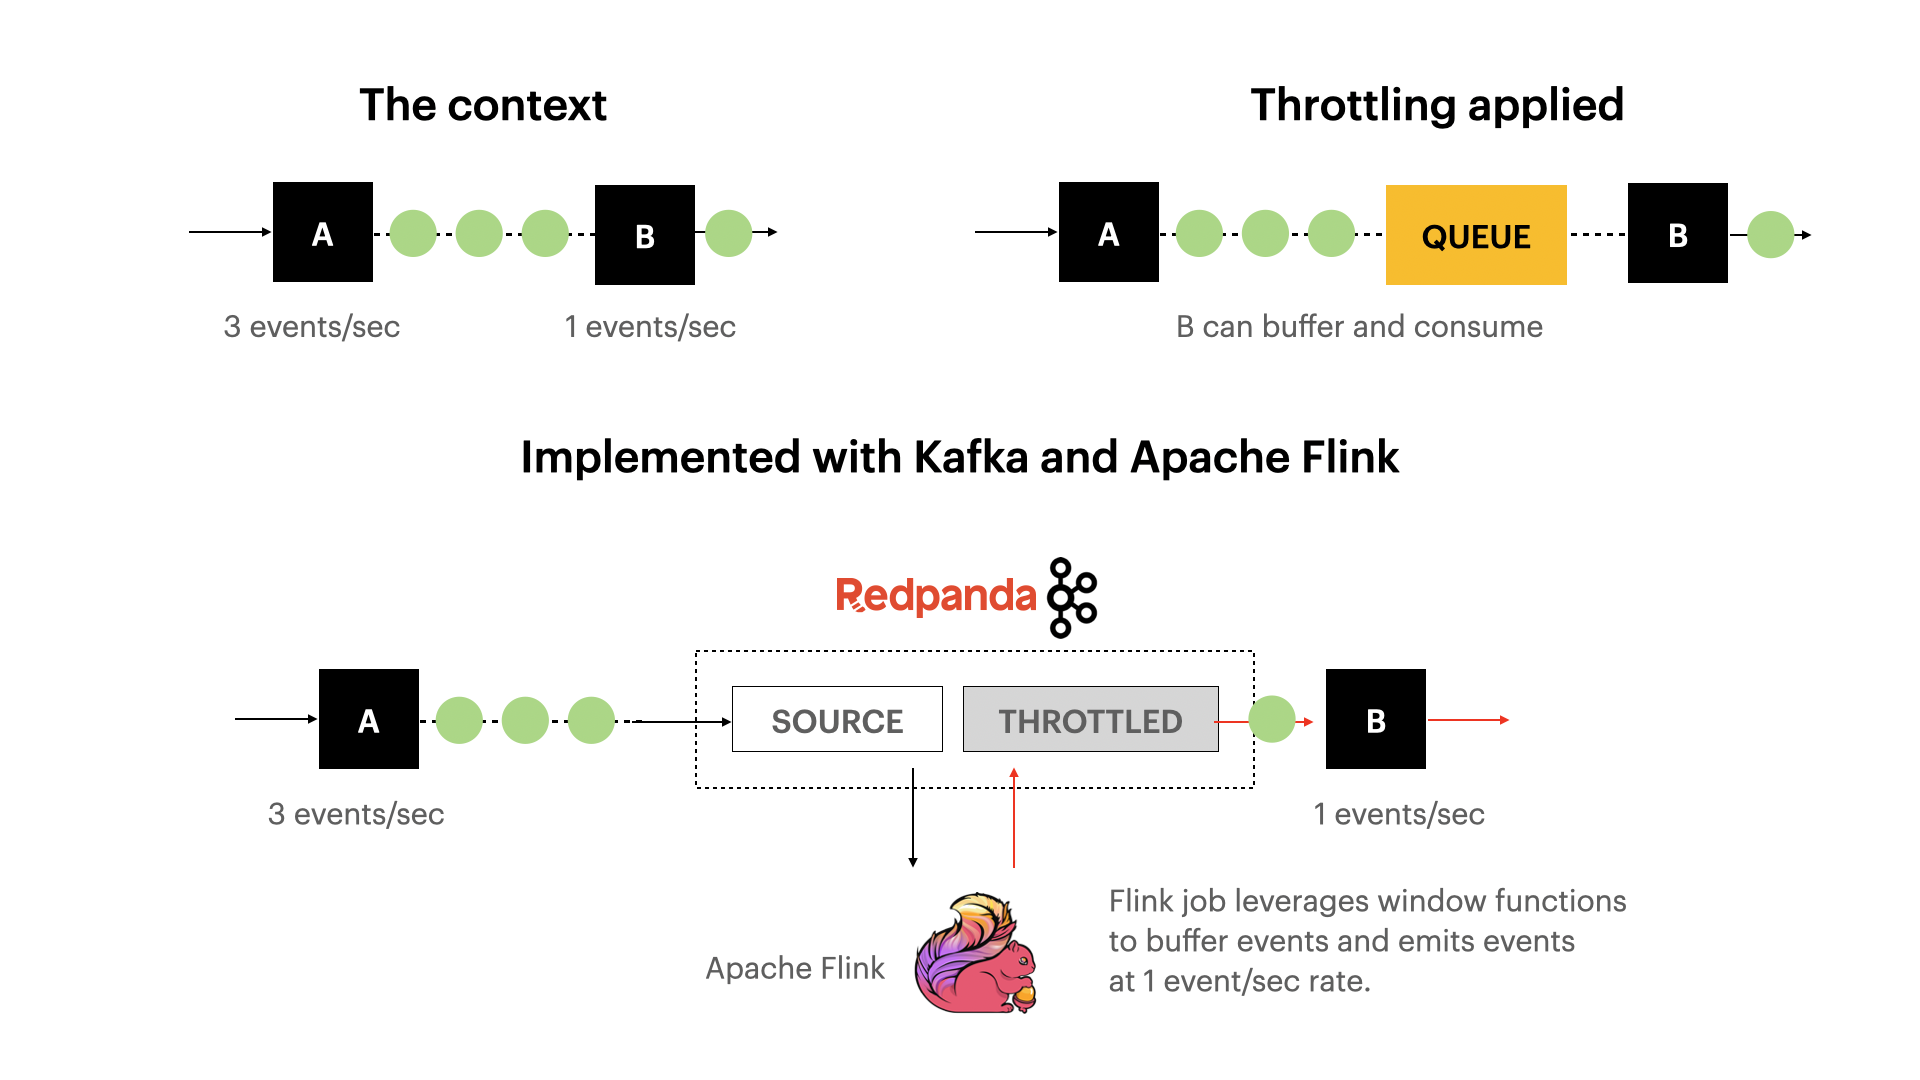 The context
A
B
3 events/sec
1 events/sec
Throttling applied
A
QUEUE
B
B can buffer and consume
Implemented with Kafka and Apache Flink
Redpanda
A
SOURCE
THROTTLED
B
3 events/sec
1 events/sec
Apache Flink
Flink job leverages window functions
to buffer events and emits events
at 1 event/sec rate.